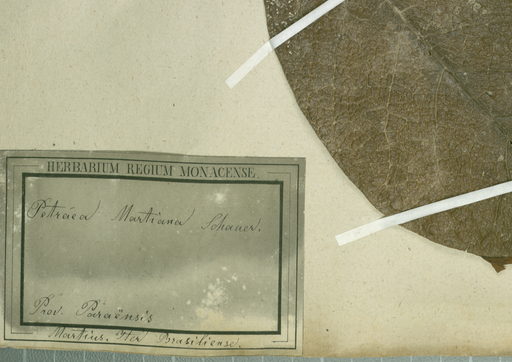 HERBARIUM REGIUM MONACENSE.
Petraea Martiana Schauer.
Prov. Paraënsis
Martius. Iter Brasiliense.